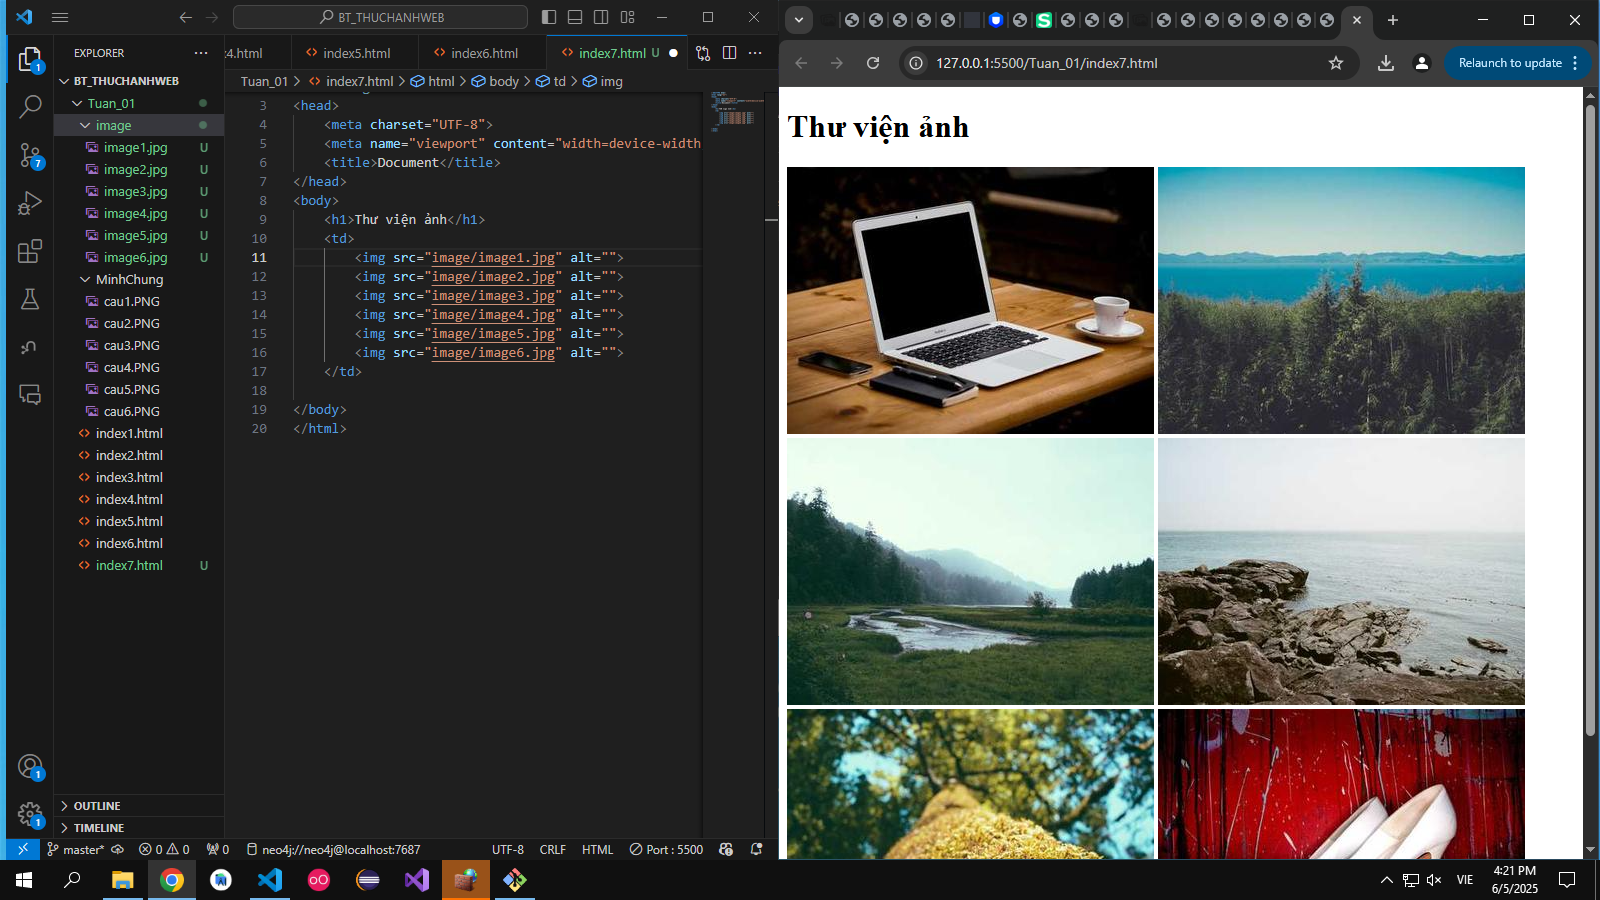 BT_THUCHANHWEB
EXPLORER
BT_THUCHANHWEB
Tuan_01
image
image1.jpg U
image2.jpg U
image3.jpg U
image4.jpg U
image5.jpg U
image6.jpg U
MinhChung
cau1.PNG
cau2.PNG
cau3.PNG
cau4.PNG
cau5.PNG
cau6.PNG
index1.html
index2.html
index3.html
index4.html
index5.html
index6.html
index7.html U
OUTLINE
TIMELINE
1
7
1
1
4.html
index5.html
index6.html
index7.html U
Tuan_01 > index7.html > html > body > td > img
3 <head>
4 <meta charset="UTF-8">
5 <meta name="viewport" content="width=device-width
6 <title>Document</title>
7 </head>
8 <body>
9 <h1>Thư viện ảnh</h1>
10 <td>
11 <img src="image/image1.jpg" alt="">
12 <img src="image/image2.jpg" alt="">
13 <img src="image/image3.jpg" alt="">
14 <img src="image/image4.jpg" alt="">
15 <img src="image/image5.jpg" alt="">
16 <img src="image/image6.jpg" alt="">
17 </td>
18
19 </body>
20 </html>
master* 0 0 0 neo4j://neo4j@localhost:7687 UTF-8 CRLF HTML Port : 5500
127.0.0.1:5500/Tuan_01/index7.html
Relaunch to update
Thư viện ảnh
VIE
4:21 PM
6/5/2025